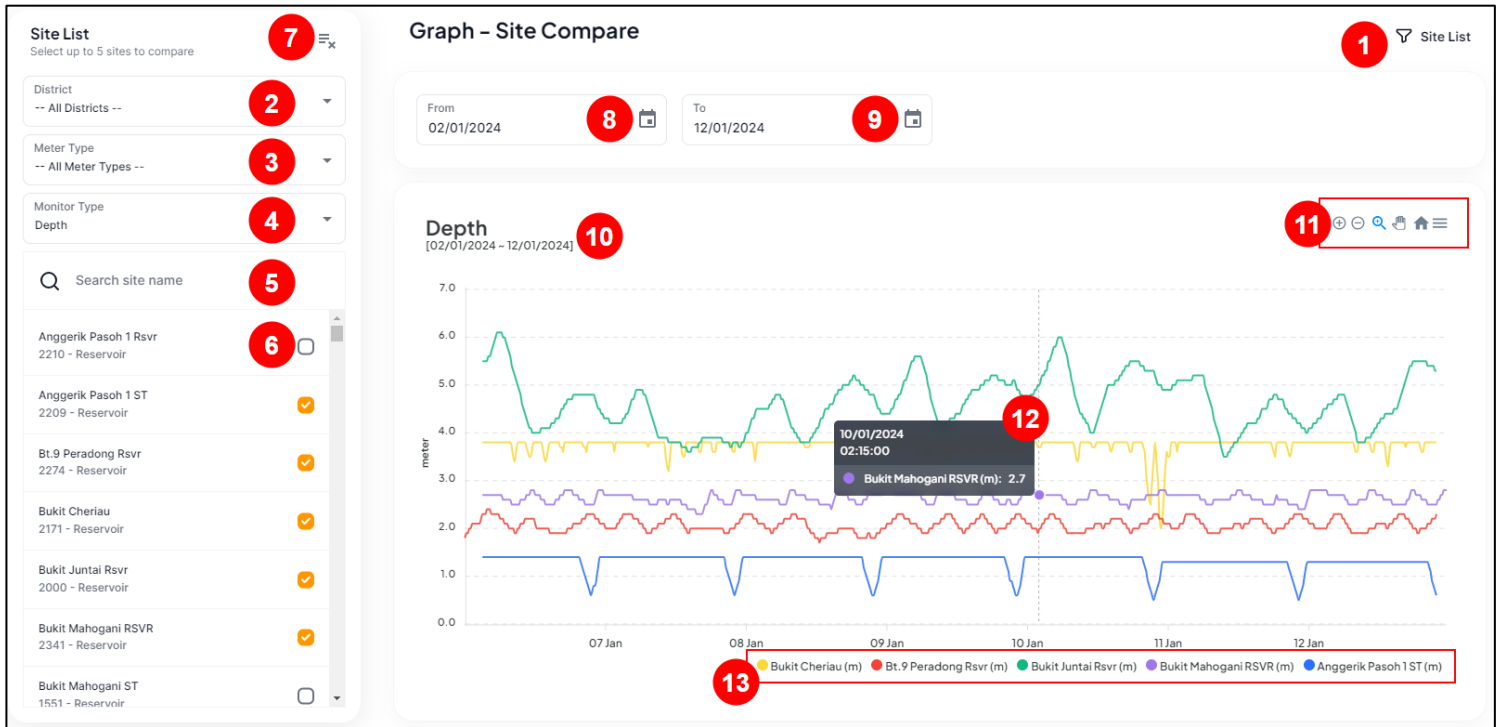 Site List
Select up to 5 sites to compare
7
District
-- All Districts --
2
Meter Type
-- All Meter Types --
3
Monitor Type
Depth
4
Search site name
5
Anggerik Pasoh 1 Rsvr
2210 - Reservoir
6
Anggerik Pasoh 1 ST
2209 - Reservoir
Bt.9 Peradong Rsvr
2274 - Reservoir
Bukit Cheriau
2171 - Reservoir
Bukit Juntai Rsvr
2000 - Reservoir
Bukit Mahogani RSVR
2341 - Reservoir
Bukit Mahogani ST
1551 - Reservoir
Graph - Site Compare
1
Site List
From
02/01/2024
8
To
12/01/2024
9
Depth
[02/01/2024 ~ 12/01/2024]
10
11
7.0
6.0
5.0
4.0
3.0
2.0
1.0
0.0
meter
12
10/01/2024
02:15:00
Bukit Mahogani RSVR (m): 2.7
07 Jan 08 Jan 09 Jan 10 Jan 11 Jan 12 Jan
13
Bukit Cheriau (m) Bt.9 Peradong Rsvr (m) Bukit Juntai Rsvr (m) Bukit Mahogani RSVR (m) Anggerik Pasoh 1 ST (m)